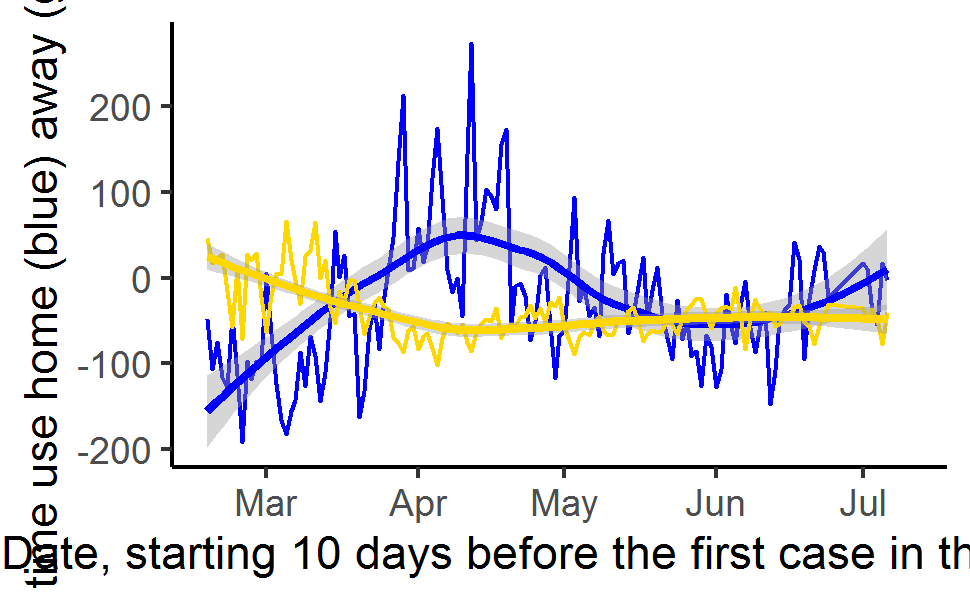 time use home (blue) away (
200
100
0
-100
-200
Mar Apr May Jun Jul
Date, starting 10 days before the first case in th